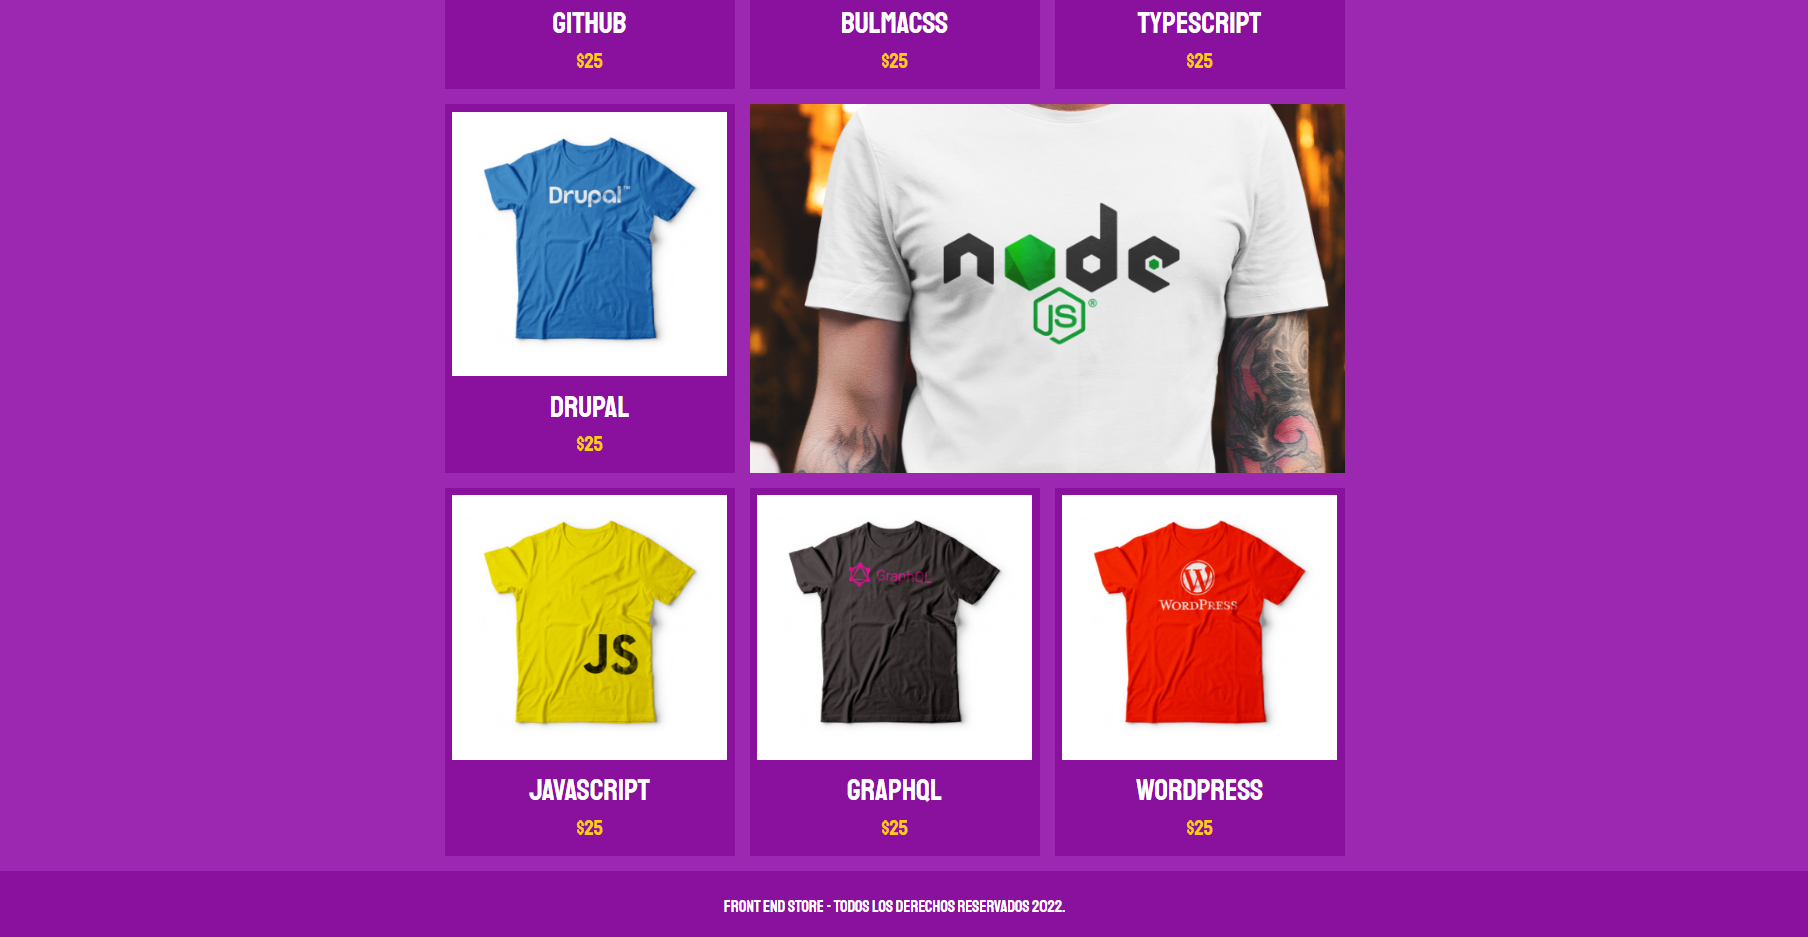 GITHUB
BULMACSS
TYPESCRIPT
$25
$25
$25
Drupal™
node
JS®
DRUPAL
$25
JS
GraphQL
W
WORDPRESS
JAVASCRIPT
GRAPHQL
WORDPRESS
$25
$25
$25
FRONT END STORE - TODOS LOS DERECHOS RESERVADOS 2022.